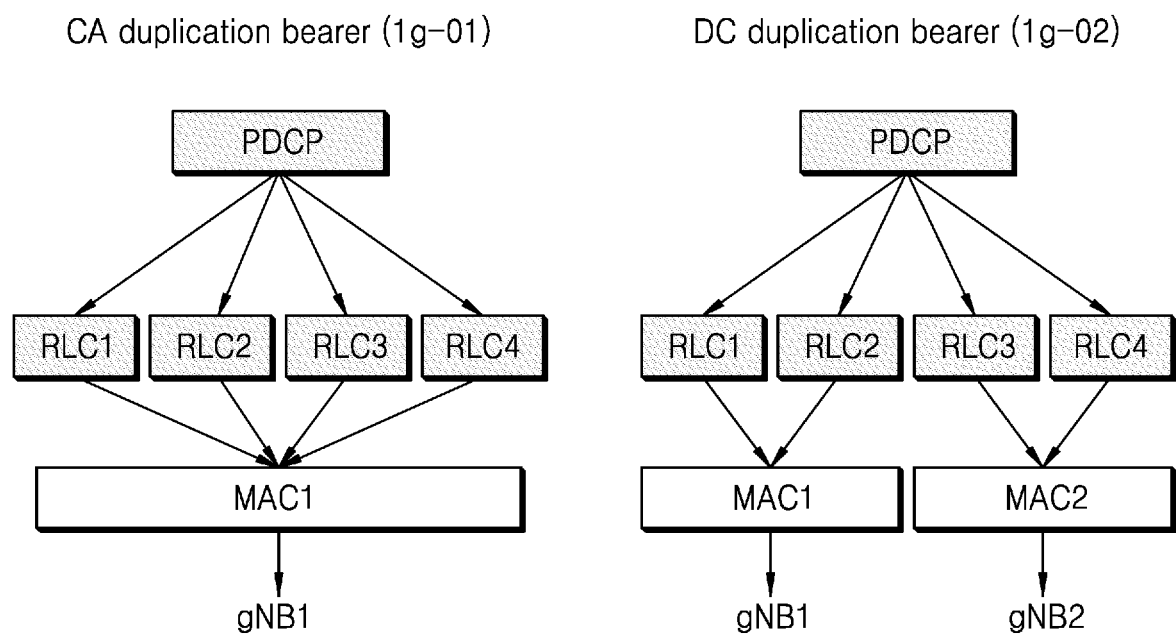 CA duplication bearer (1g-01)
DC duplication bearer (1g-02)
PDCP
PDCP
RLC1
RLC2
RLC3
RLC4
RLC1
RLC2
RLC3
RLC4
MAC1
MAC1
MAC2
gNB1
gNB1
gNB2